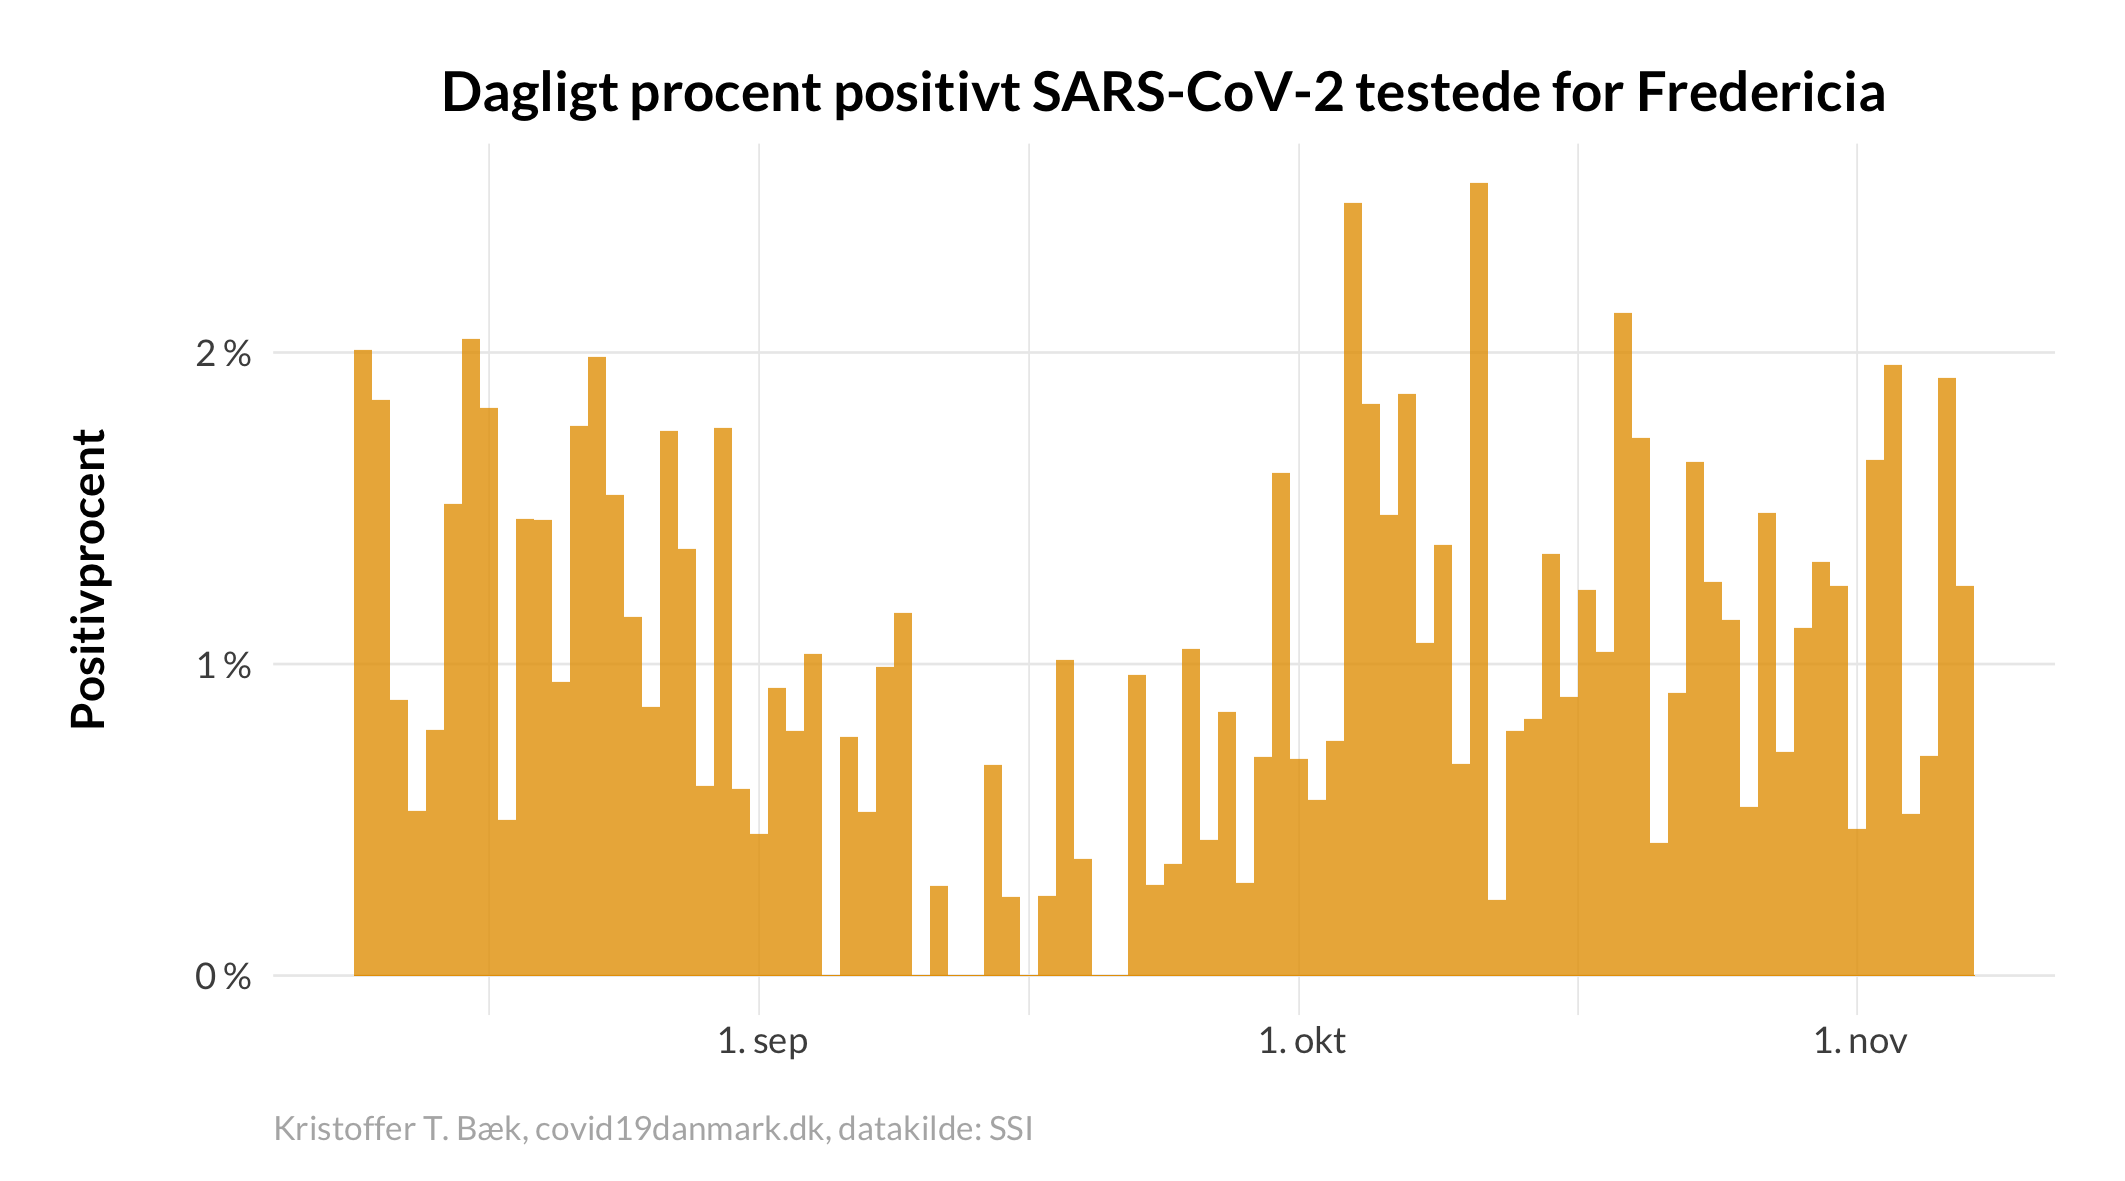 Dagligt procent positivt SARS-CoV-2 testede for Fredericia
Positivprocent
2 %
1 %
0 %
1. sep
1. okt
1. nov
Kristoffer T. Bæk, covid19danmark.dk, datakilde: SSI